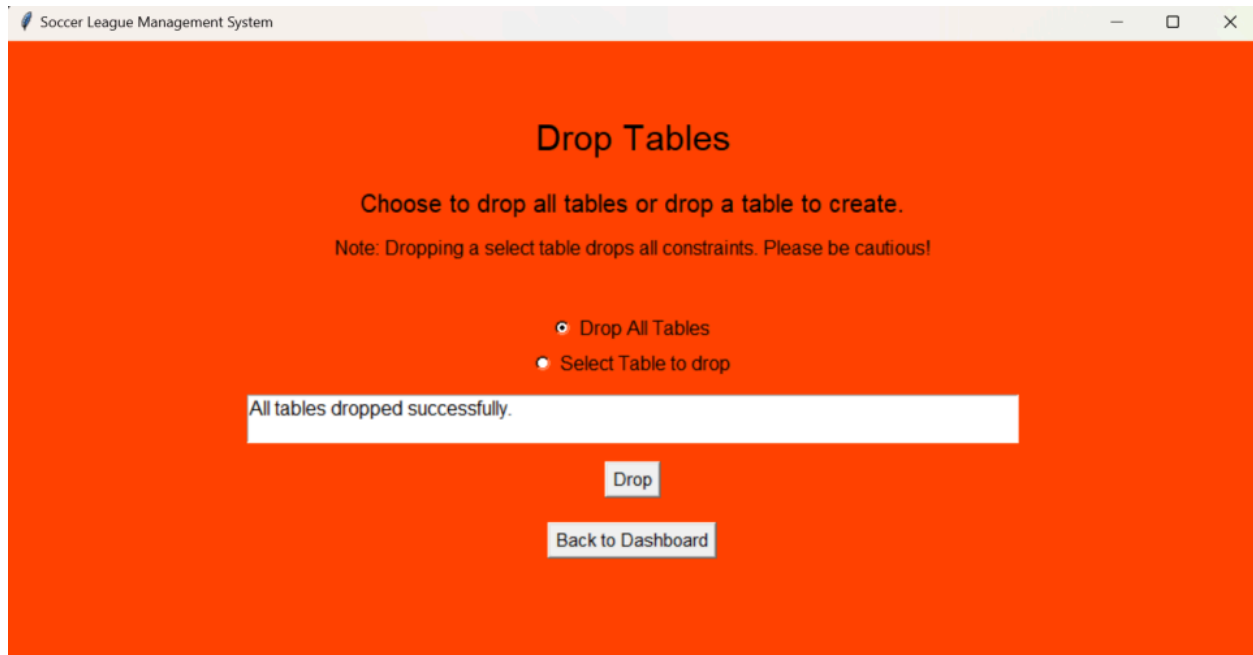 Soccer League Management System
Drop Tables
Choose to drop all tables or drop a table to create.
Note: Dropping a select table drops all constraints. Please be cautious!
Drop All Tables
Select Table to drop
All tables dropped successfully.
Drop
Back to Dashboard